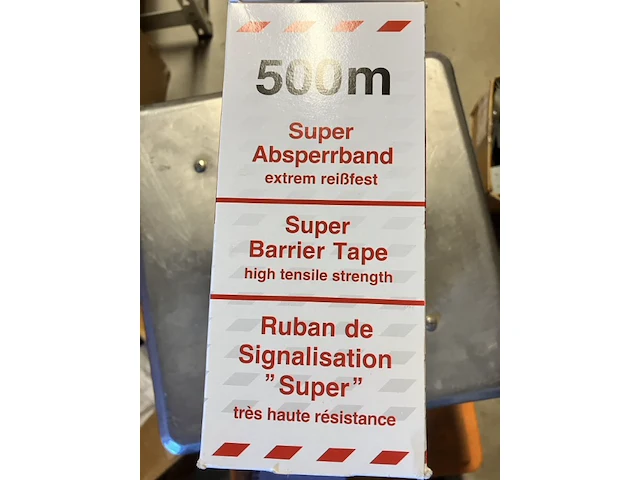 500m
Super
Absperrband
extrem reißfest
Super
Barrier Tape
high tensile strength
Ruban de
Signalisation
”Super”
très haute résistance